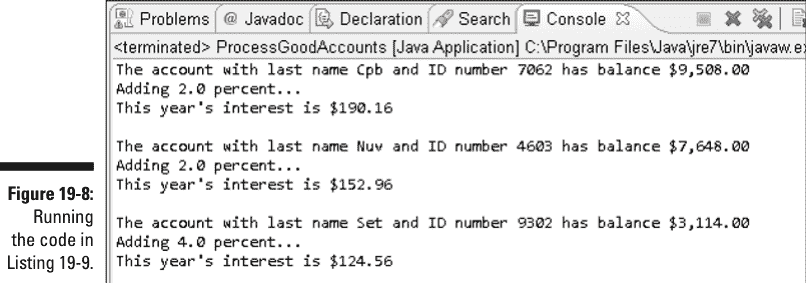 Problems @ Javadoc Declaration Search Console
<terminated> ProcessGoodAccounts [Java Application] C:\Program Files\Java\jre7\bin\javaw.ex
The account with last name Cpb and ID number 7062 has balance $9,508.00
Adding 2.0 percent...
This year's interest is $190.16
The account with last name Nuv and ID number 4603 has balance $7,648.00
Adding 2.0 percent...
This year's interest is $152.96
The account with last name Set and ID number 9302 has balance $3,114.00
Adding 4.0 percent...
This year's interest is $124.56
Figure 19-8:
Running
the code in
Listing 19-9.